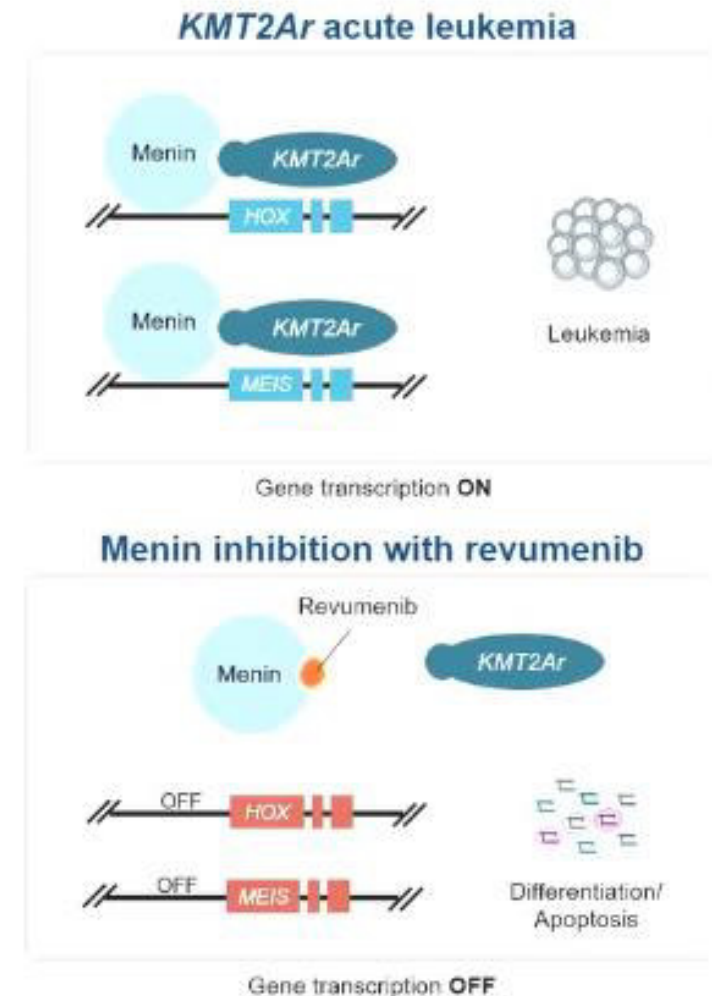 KMT2Ar acute leukemia
Menin
KMT2Ar
HOX
Menin
KMT2Ar
MEIS
Leukemia
Gene transcription ON
Menin inhibition with revumenib
Revumenib
Menin
KMT2Ar
OFF
HOX
OFF
MEIS
Differentiation/
Apoptosis
Gene transcription OFF